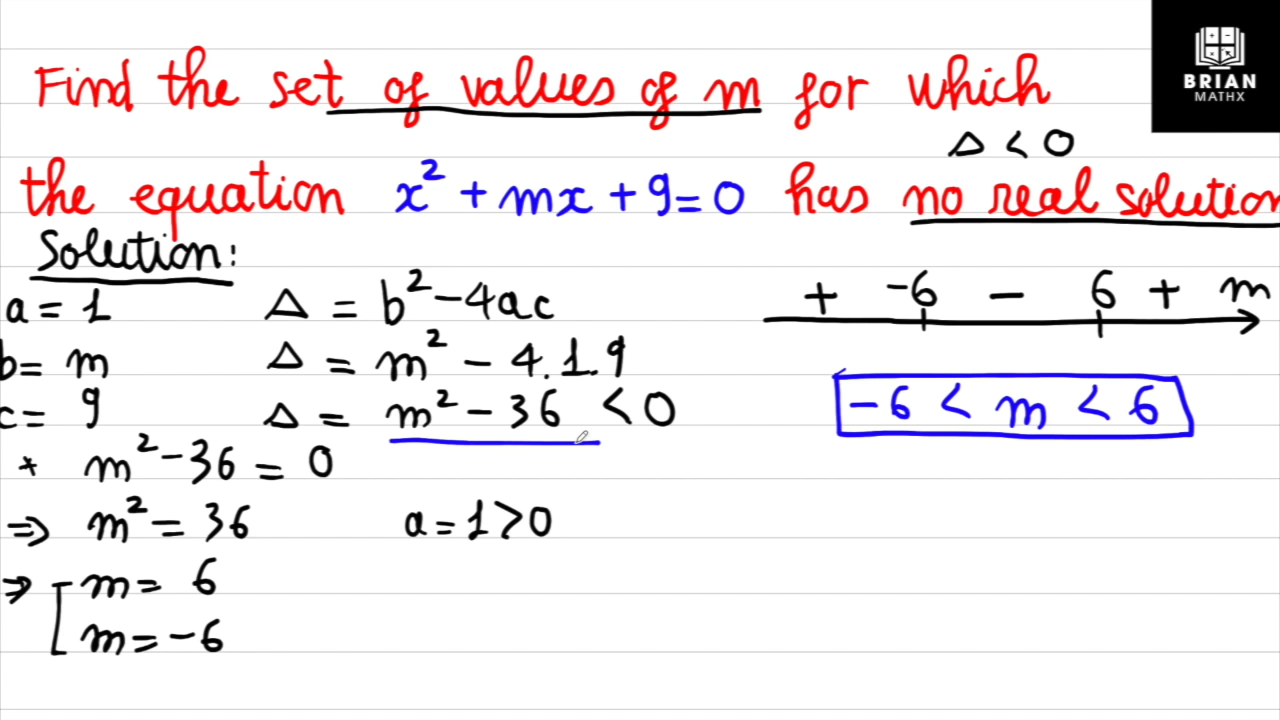 BRIAN
MATHX
Find the set of values of m for which
Δ < 0
the equation x² + mx + 9 = 0 has no real solution
Solution:
a = 1
b = m
c = 9
Δ = b² - 4ac
Δ = m² - 4.1.9
Δ = m² - 36 < 0
* m² - 36 = 0
⇒ m² = 36
⇒ [ m = 6
m = -6
a = 1 > 0
+ -6 - 6 + m
-6 < m < 6